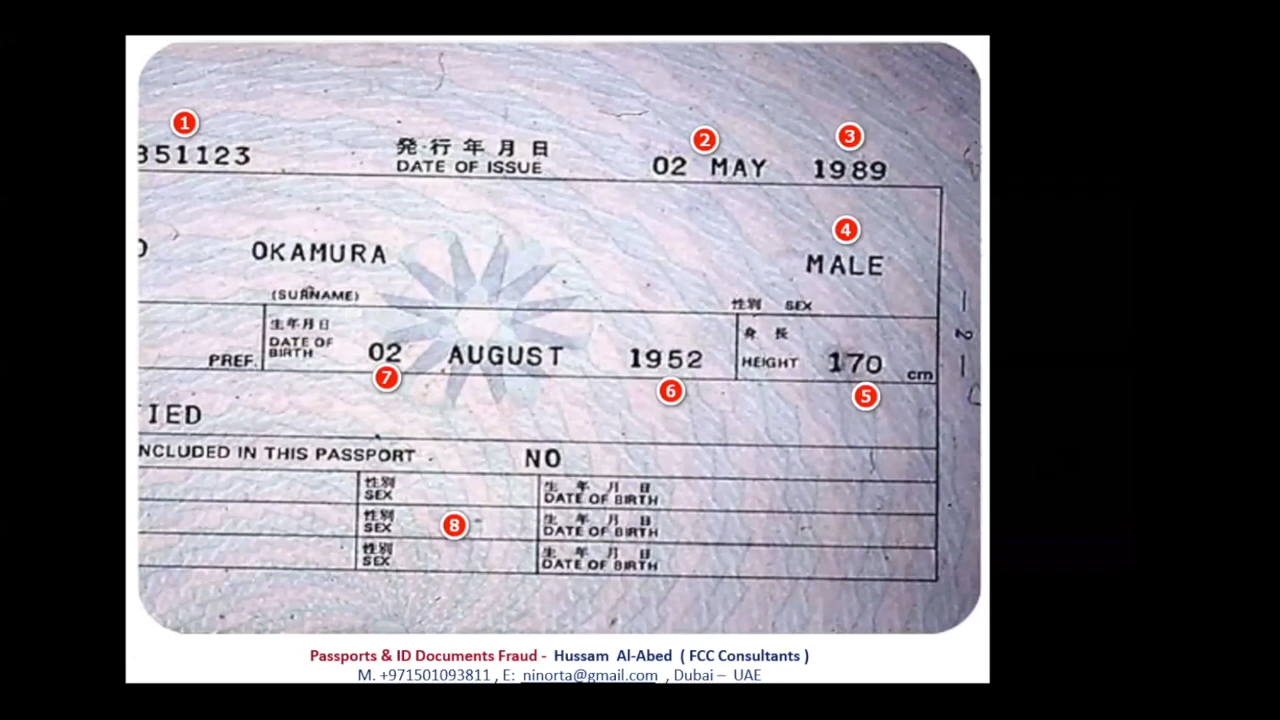 1
2
3
351123
発行年月日
DATE OF ISSUE
02 MAY 1989
4
OKAMURA
MALE
(SURNAME)
性別 SEX
PREF.
生年月日
DATE OF BIRTH
02 AUGUST 1952
身長
HEIGHT
170 cm
7
6
5
— 2 —
IED
NCLUDED IN THIS PASSPORT
NO
性別
SEX
生年月日
DATE OF BIRTH
性別
SEX
8
生年月日
DATE OF BIRTH
性別
SEX
生年月日
DATE OF BIRTH
Passports & ID Documents Fraud - Hussam Al-Abed ( FCC Consultants )
M. +971501093811 , E: ninorta@gmail.com , Dubai – UAE